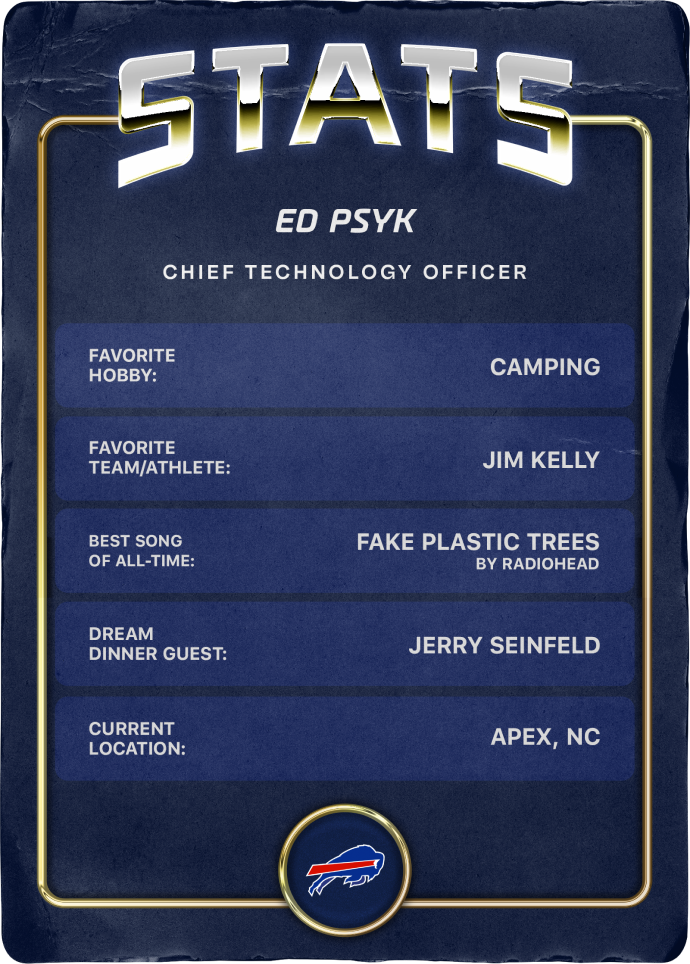 STATS
ED PSYK
CHIEF TECHNOLOGY OFFICER
FAVORITE
HOBBY:
CAMPING
FAVORITE
TEAM/ATHLETE:
JIM KELLY
BEST SONG
OF ALL-TIME:
FAKE PLASTIC TREES
BY RADIOHEAD
DREAM
DINNER GUEST:
JERRY SEINFELD
CURRENT
LOCATION:
APEX, NC